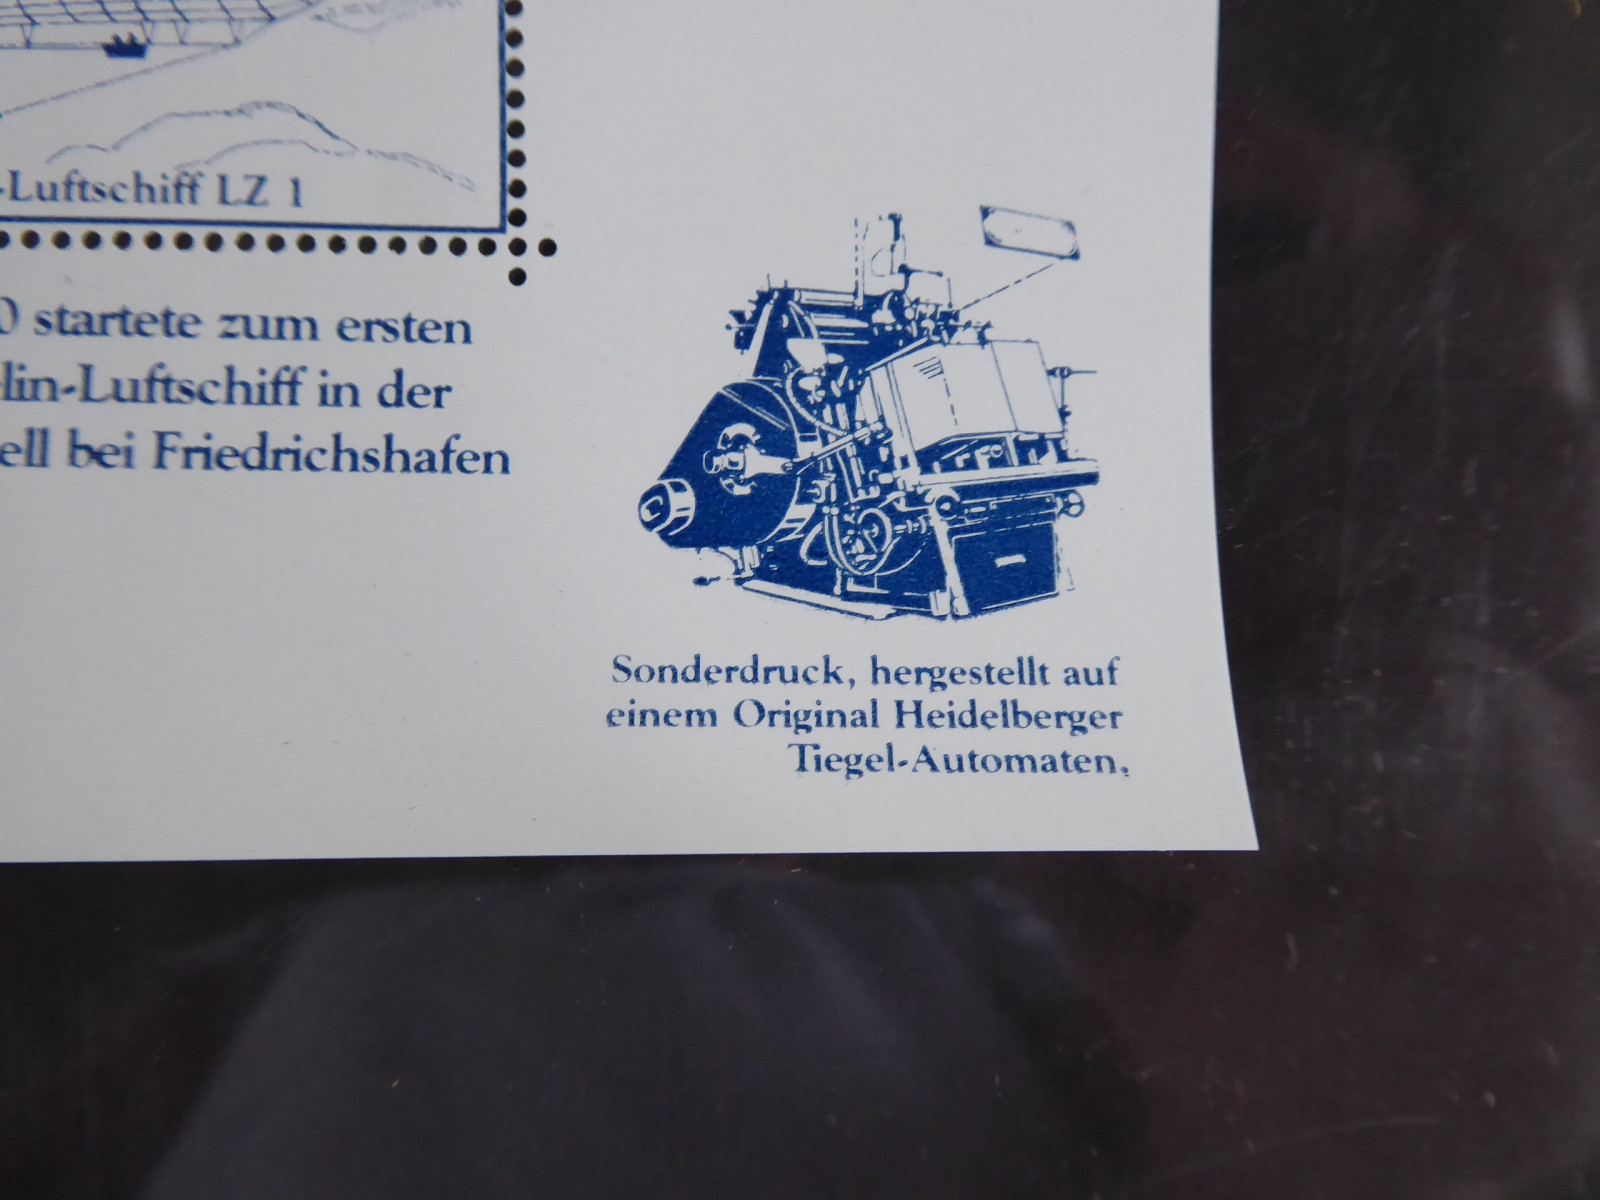 -Luftschiff LZ 1
0 startete zum ersten
lin-Luftschiff in der
ell bei Friedrichshafen
Sonderdruck, hergestellt auf
einem Original Heidelberger
Tiegel-Automaten.